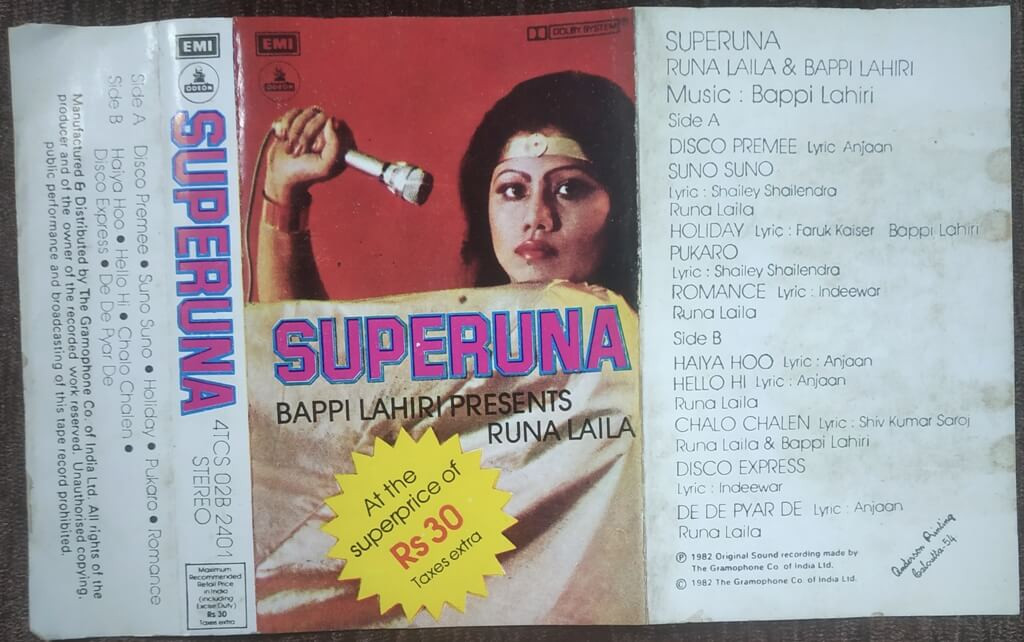 Manufactured & Distributed by The Gramophone Co. of India Ltd. All rights of the
producer and of the owner of the recorded work reserved. Unauthorised copying,
public performance and broadcasting of this tape record prohibited.
Side A Disco Premee • Suno Suno • Holiday • Pukaro • Romance
Side B Haiya Hoo • Hello Hi • Chalo Chalen •
Disco Express • De De Pyar De
EMI
ODEON
SUPERUNA
4TCS 02B 2401
STEREO
Maximum
Recommended
Retail Price
in India
(including
Excise Duty)
Rs 30
Taxes extra
EMI
ODEON
DOLBY SYSTEM
SUPERUNA
BAPPI LAHIRI PRESENTS
RUNA LAILA
At the
superprice of
Rs 30
Taxes extra
SUPERUNA
RUNA LAILA & BAPPI LAHIRI
Music : Bappi Lahiri
Side A
DISCO PREMEE Lyric Anjaan
SUNO SUNO
Lyric : Shailey Shailendra
Runa Laila
HOLIDAY Lyric : Faruk Kaiser Bappi Lahiri
PUKARO
Lyric : Shailey Shailendra
ROMANCE Lyric : Indeewar
Runa Laila
Side B
HAIYA HOO Lyric : Anjaan
HELLO HI Lyric : Anjaan
Runa Laila
CHALO CHALEN Lyric : Shiv Kumar Saroj
Runa Laila & Bappi Lahiri
DISCO EXPRESS
Lyric : Indeewar
DE DE PYAR DE Lyric : Anjaan
Runa Laila
℗ 1982 Original Sound recording made by
The Gramophone Co. of India Ltd.
© 1982 The Gramophone Co. of India Ltd.
Anderson Printing
Calcutta-54